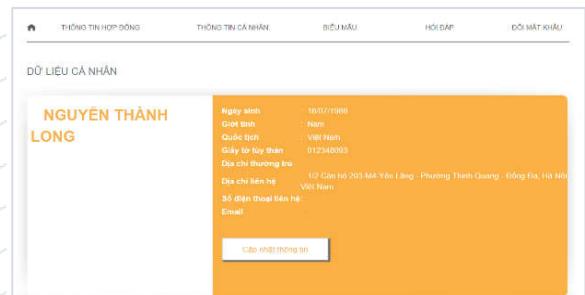 THÔNG TIN HỢP ĐỒNG THÔNG TIN CÁ NHÂN BIỂU MẪU HỎI ĐÁP ĐỔI MẬT KHẨU
DỮ LIỆU CÁ NHÂN
NGUYỄN THÀNH
LONG
Ngày sinh : 16/07/1986
Giới tính : Nam
Quốc tịch : Việt Nam
Giấy tờ tùy thân : 012348093
Địa chỉ thường trú
Địa chỉ liên hệ : 1/2 Căn hộ 203-M4-Yên Lãng - Phường Thịnh Quang - Đống Đa, Hà Nội
Việt Nam
Số điện thoại liên hệ:
Email :
Cập nhật thông tin